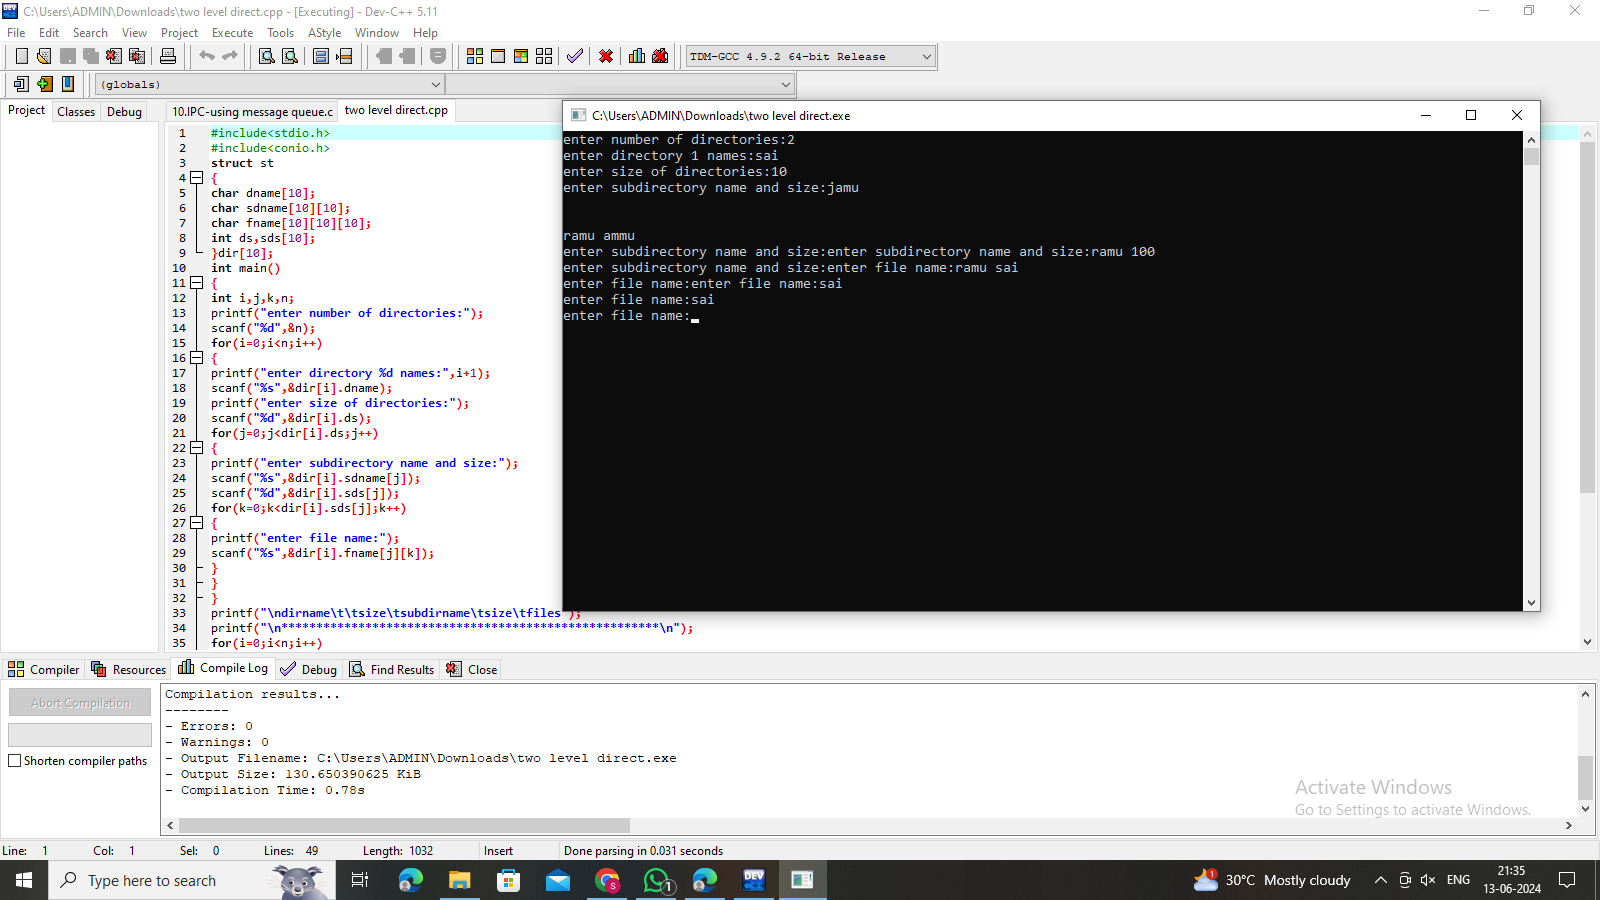 C:\Users\ADMIN\Downloads\two level direct.cpp - [Executing] - Dev-C++ 5.11
File Edit Search View Project Execute Tools AStyle Window Help
TDM-GCC 4.9.2 64-bit Release
(globals)
Project Classes Debug
10.IPC-using message queue.c two level direct.cpp
1 #include<stdio.h>
2 #include<conio.h>
3 struct st
4 {
5 char dname[10];
6 char sdname[10][10];
7 char fname[10][10][10];
8 int ds,sds[10];
9 }dir[10];
10 int main()
11 {
12 int i,j,k,n;
13 printf("enter number of directories:");
14 scanf("%d",&n);
15 for(i=0;i<n;i++)
16 {
17 printf("enter directory %d names:",i+1);
18 scanf("%s",&dir[i].dname);
19 printf("enter size of directories:");
20 scanf("%d",&dir[i].ds);
21 for(j=0;j<dir[i].ds;j++)
22 {
23 printf("enter subdirectory name and size:");
24 scanf("%s",&dir[i].sdname[j]);
25 scanf("%d",&dir[i].sds[j]);
26 for(k=0;k<dir[i].sds[j];k++)
27 {
28 printf("enter file name:");
29 scanf("%s",&dir[i].fname[j][k]);
30 }
31 }
32 }
33 printf("\ndirname\t\tsize\tsubdirname\tsize\tfiles");
34 printf("\n******************************************************\n");
35 for(i=0;i<n;i++)
C:\Users\ADMIN\Downloads\two level direct.exe
enter number of directories:2
enter directory 1 names:sai
enter size of directories:10
enter subdirectory name and size:jamu
ramu ammu
enter subdirectory name and size:enter subdirectory name and size:ramu 100
enter subdirectory name and size:enter file name:ramu sai
enter file name:enter file name:sai
enter file name:sai
enter file name:
Compiler Resources Compile Log Debug Find Results Close
Abort Compilation
Shorten compiler paths
Compilation results...
--------
- Errors: 0
- Warnings: 0
- Output Filename: C:\Users\ADMIN\Downloads\two level direct.exe
- Output Size: 130.650390625 KiB
- Compilation Time: 0.78s
Activate Windows
Go to Settings to activate Windows.
Line: 1 Col: 1 Sel: 0 Lines: 49 Length: 1032 Insert Done parsing in 0.031 seconds
Type here to search
S
1
DEV
1
30°C Mostly cloudy
ENG
21:35
13-06-2024